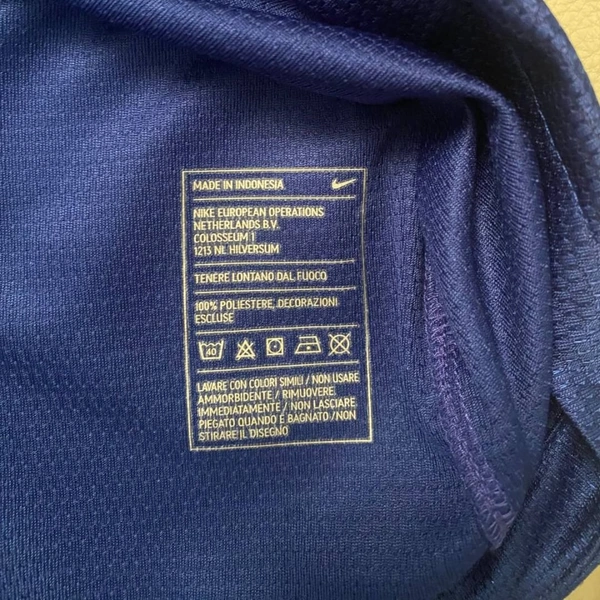 MADE IN INDONESIA
NIKE EUROPEAN OPERATIONS
NETHERLANDS B.V.
COLOSSEUM 1
1213 NL HILVERSUM
TENERE LONTANO DAL FUOCO
100% POLIESTERE, DECORAZIONI
ESCLUSE
40
LAVARE CON COLORI SIMILI / NON USARE
AMMORBIDENTE / RIMUOVERE
IMMEDIATAMENTE / NON LASCIARE
PIEGATO QUANDO E BAGNATO /NON
STIRARE IL DISEGNO